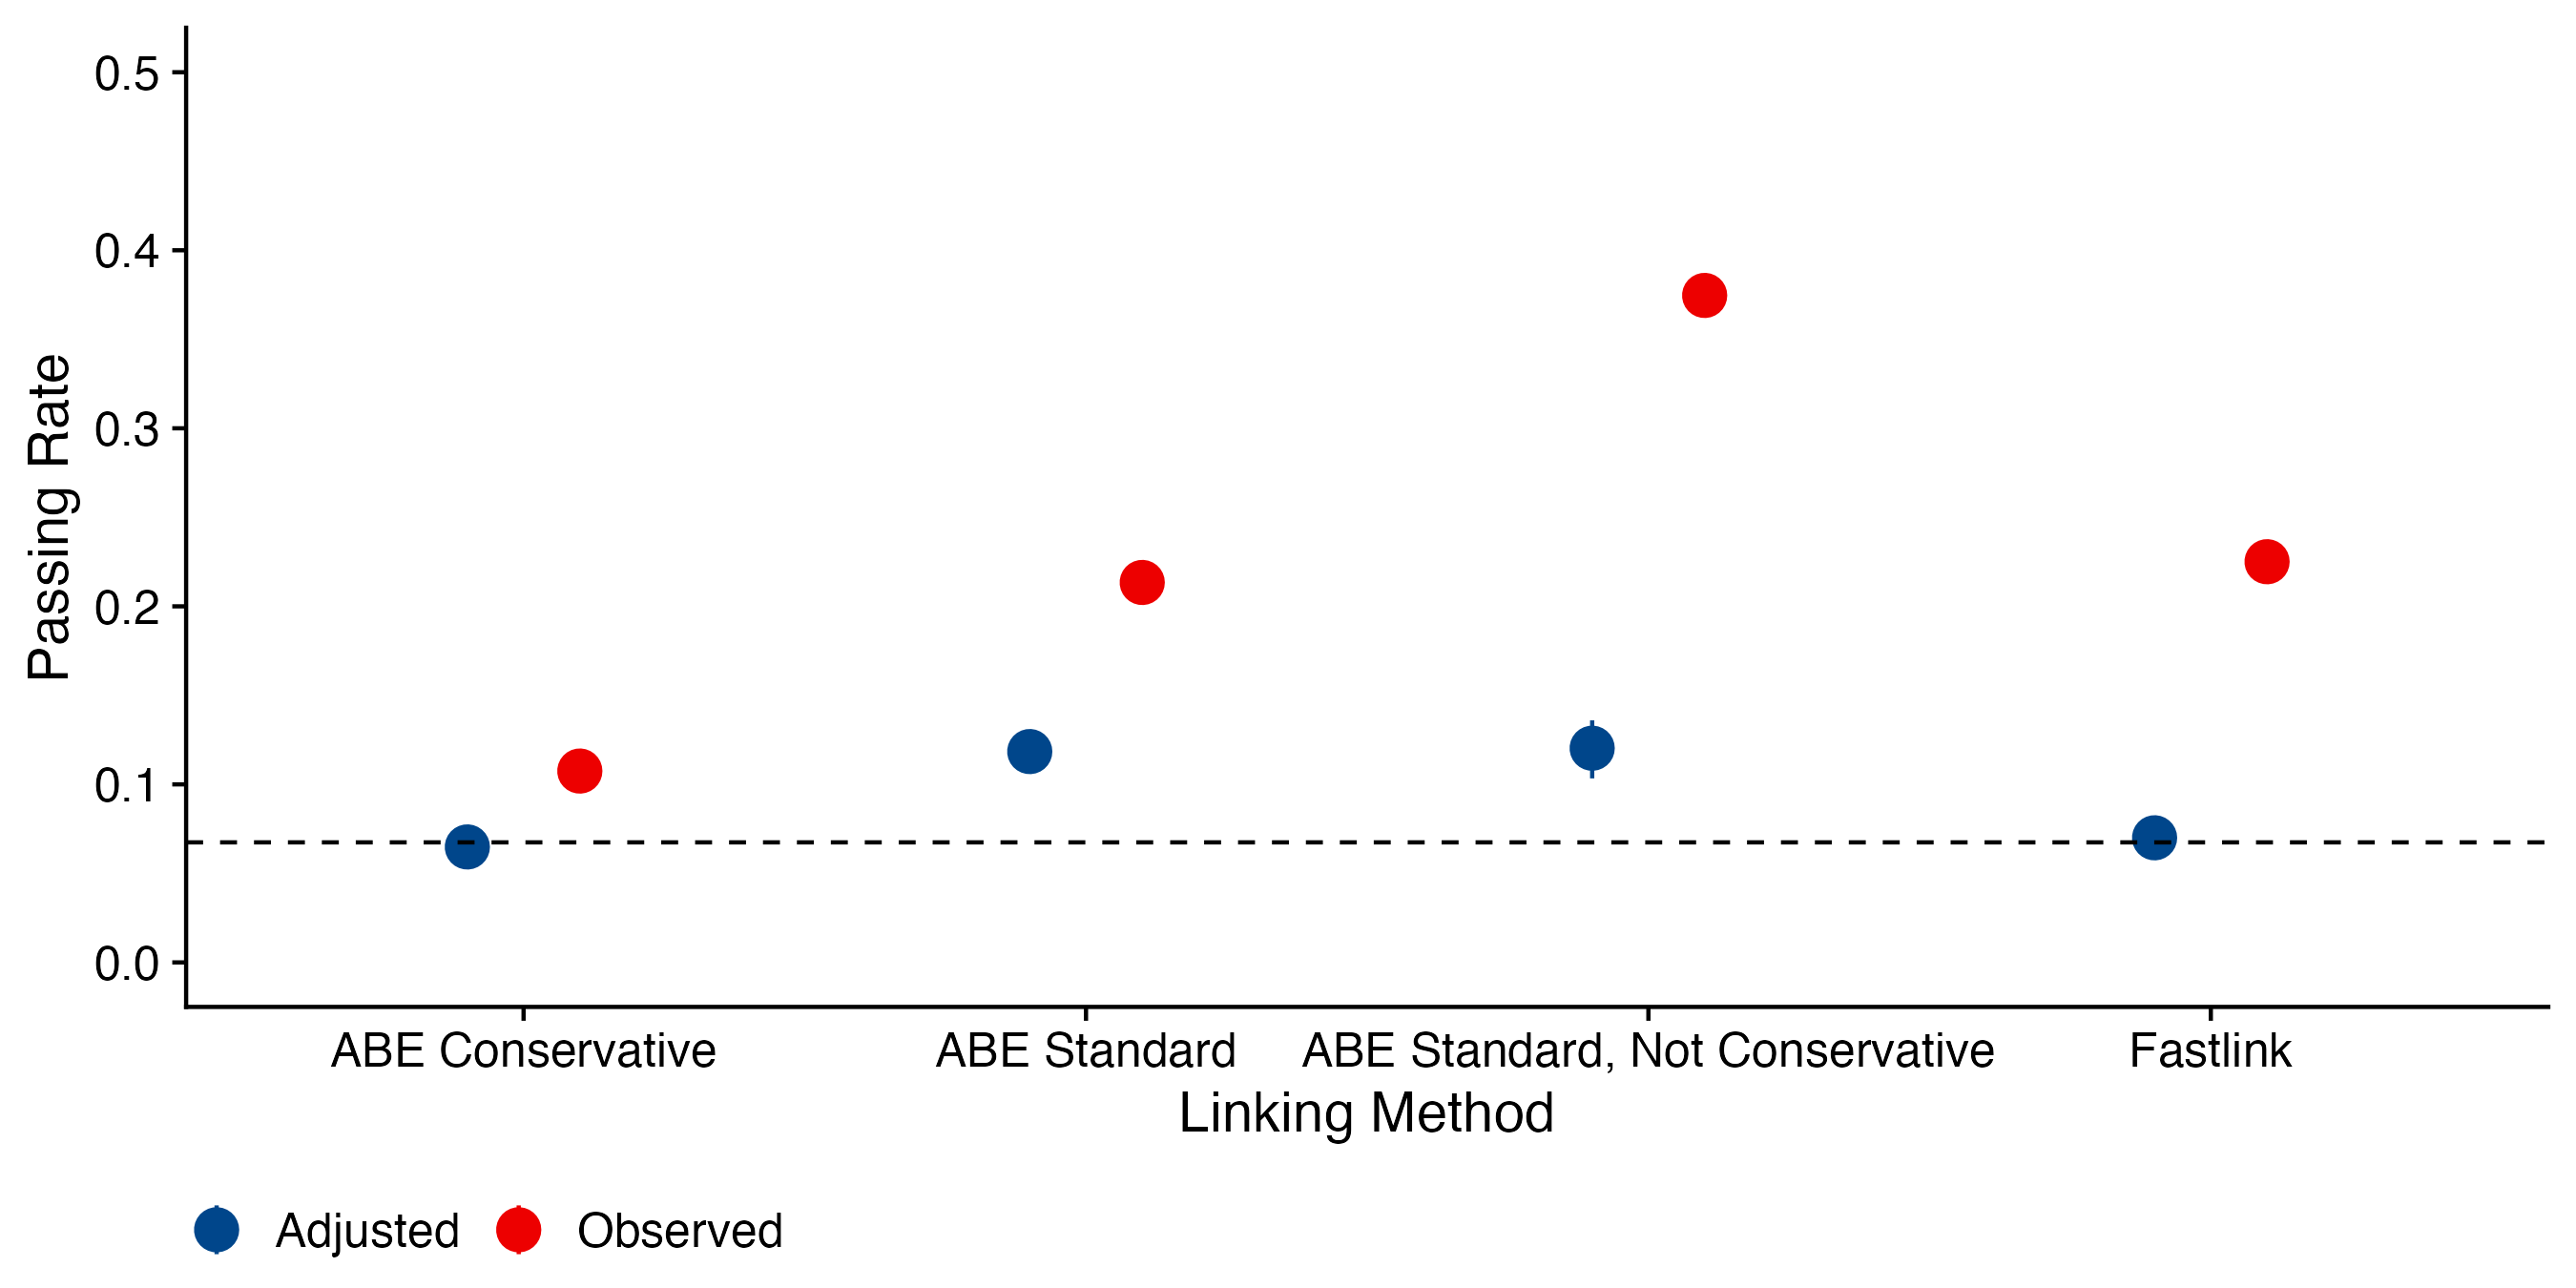 0.5
0.4
0.3
0.2
0.1
0.0
Passing Rate
ABE Conservative
ABE Standard
ABE Standard, Not Conservative
Fastlink
Linking Method
Adjusted
Observed